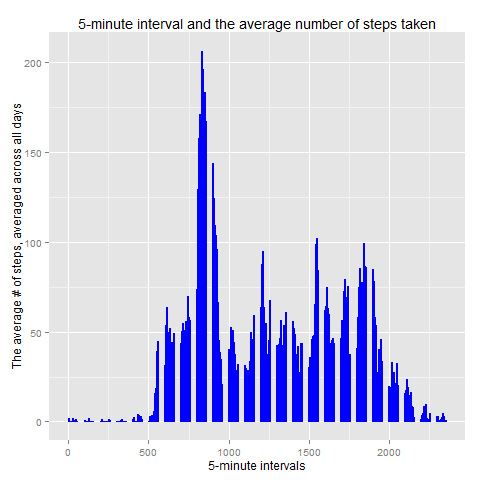 5-minute interval and the average number of steps taken
The average # of steps, averaged across all days
200
150
100
50
0
0 500 1000 1500 2000
5-minute intervals